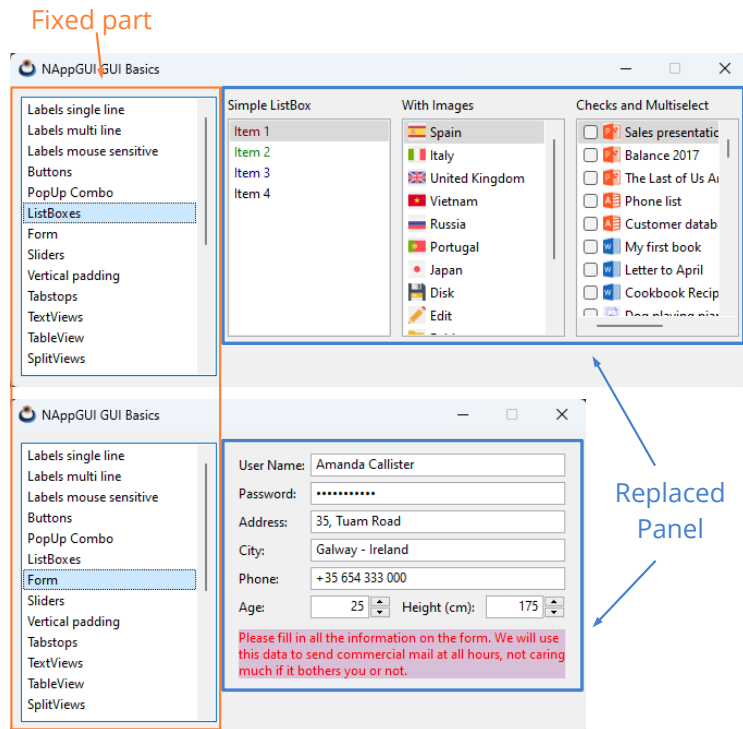 Fixed part
NAppGUI GUI Basics
Labels single line
Labels multi line
Labels mouse sensitive
Buttons
PopUp Combo
ListBoxes
Form
Sliders
Vertical padding
Tabstops
TextViews
TableView
SplitViews
Simple ListBox
Item 1
Item 2
Item 3
Item 4
With Images
Spain
Italy
United Kingdom
Vietnam
Russia
Portugal
Japan
Disk
Edit
Checks and Multiselect
Sales presentatic
Balance 2017
The Last of Us
Phone list
Customer datab
My first book
Letter to April
Cookbook Recip
Dog playing
Replaced
Panel
NAppGUI GUI Basics
Labels single line
Labels multi line
Labels mouse sensitive
Buttons
PopUp Combo
ListBoxes
Form
Sliders
Vertical padding
Tabstops
TextViews
TableView
SplitViews
User Name: Amanda Callister
Password: •••••••••••
Address: 35, Tuam Road
City: Galway - Ireland
Phone: +35 654 333 000
Age: 25 Height (cm): 175
Please fill in all the information on the form. We will use
this data to send commercial mail at all hours, not caring
much if it bothers you or not.